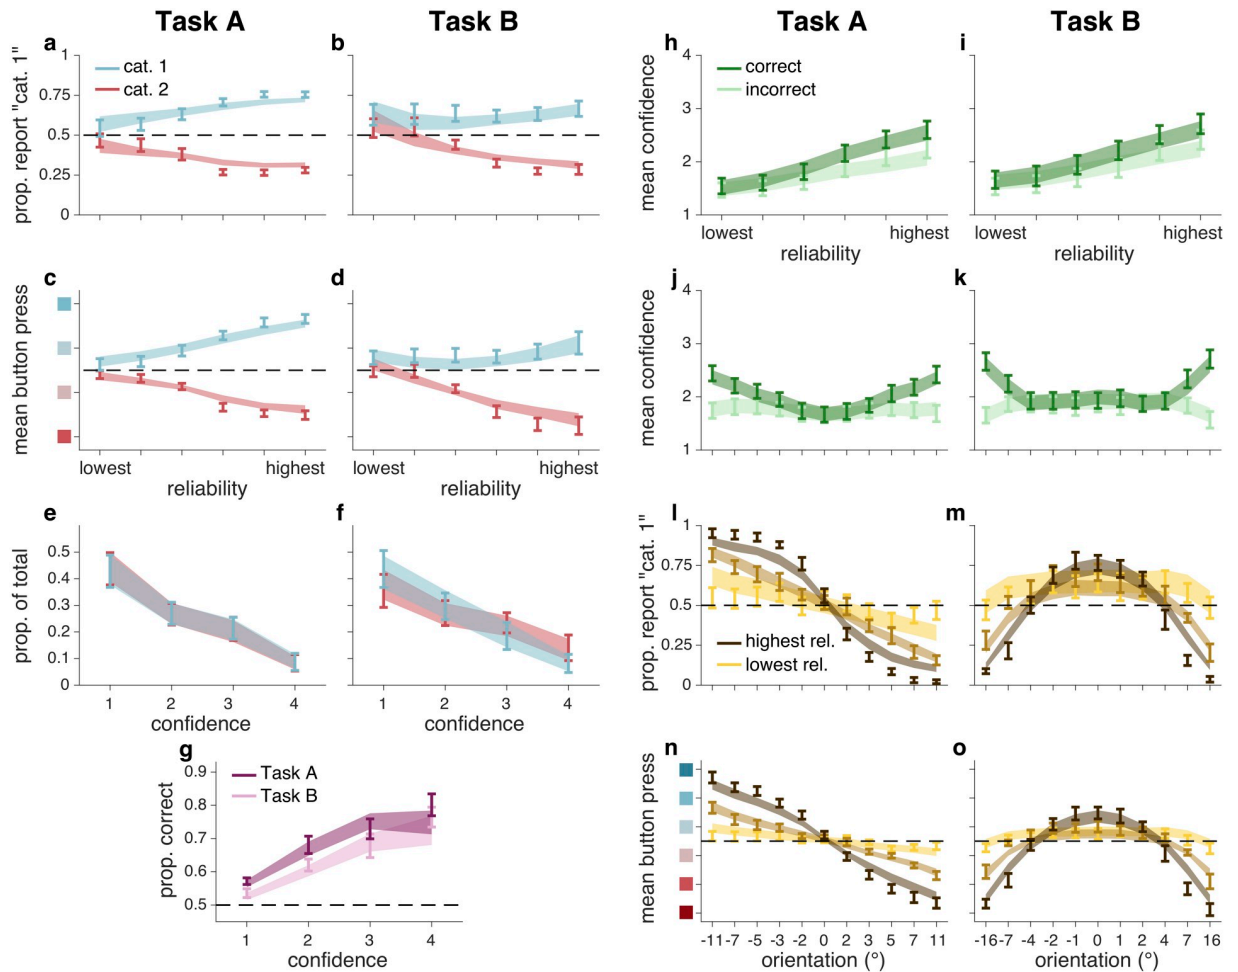 Task A
Task B
Task A
Task B
a
b
h
i
prop. report "cat. 1"
1
0.75
0.5
0.25
0
cat. 1
cat. 2
mean confidence
4
3
2
1
correct
incorrect
lowest
highest
reliability
lowest
highest
reliability
c
d
j
k
mean button press
lowest
highest
reliability
lowest
highest
reliability
mean confidence
4
3
2
1
e
f
l
m
prop. of total
0.5
0.4
0.3
0.2
0.1
0
1
2
3
4
confidence
1
2
3
4
confidence
prop. report "cat. 1"
1
0.75
0.5
0.25
0
highest rel.
lowest rel.
g
n
o
prop. correct
0.9
0.8
0.7
0.6
0.5
Task A
Task B
1
2
3
4
confidence
mean button press
-11 -7 -5 -3 -2 0 2 3 5 7 11
orientation (°)
-16 -7 -4 -2 -1 0 1 2 4 7 16
orientation (°)